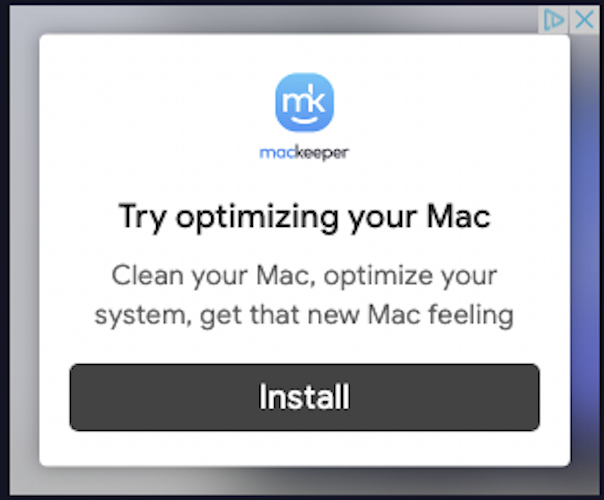 mk
mackeeper
Try optimizing your Mac
Clean your Mac, optimize your
system, get that new Mac feeling
Install